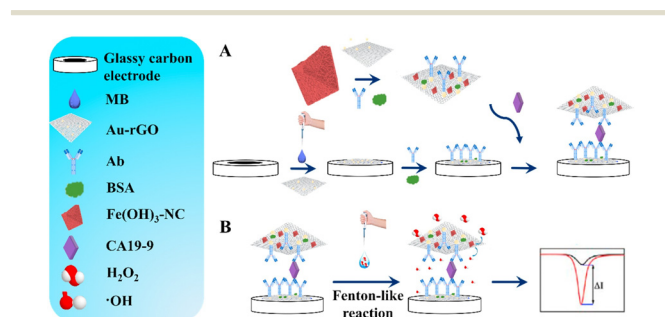 Glassy carbon
electrode
MB
Au-rGO
Ab
BSA
Fe(OH)₃-NC
CA19-9
H₂O₂
·OH
A
B
Fenton-like
reaction
ΔI